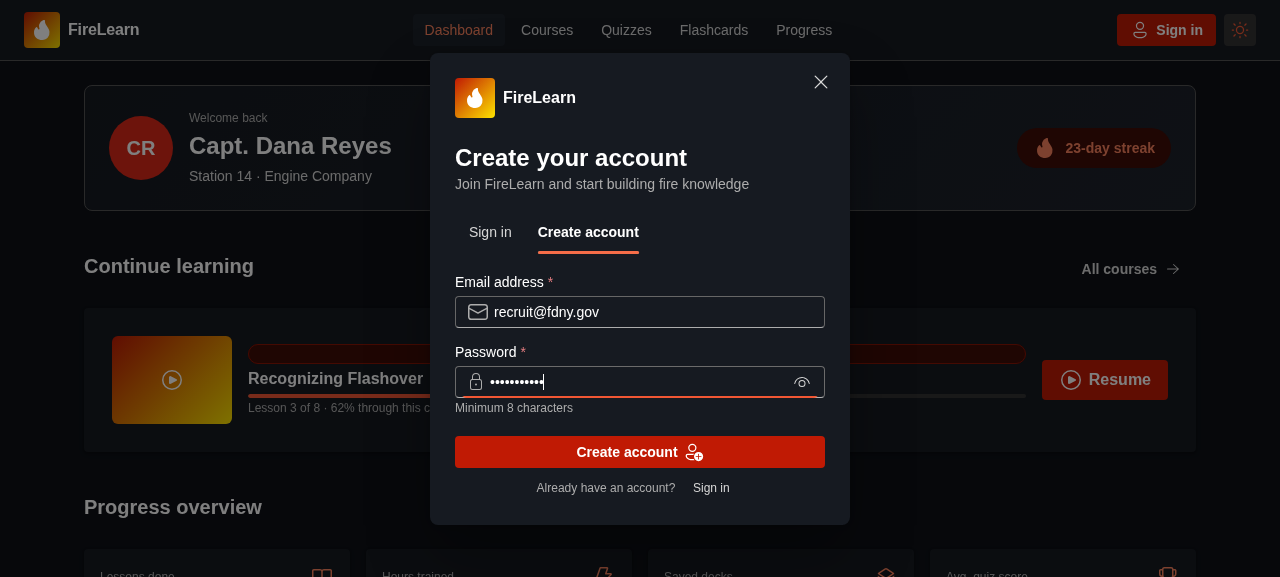 FireLearn
Dashboard
Courses
Quizzes
Flashcards
Progress
Sign in
CR
Welcome back
Capt. Dana Reyes
Station 14 · Engine Company
23-day streak
FireLearn
Create your account
Join FireLearn and start building fire knowledge
Sign in
Create account
Email address *
recruit@fdny.gov
Password *
•••••••••••
Minimum 8 characters
Create account
Already have an account?
Sign in
Continue learning
All courses
Recognizing Flashover
Lesson 3 of 8 · 62% through this c
Resume
Progress overview
Lessons done
Hours trained
Saved decks
Avg. quiz score